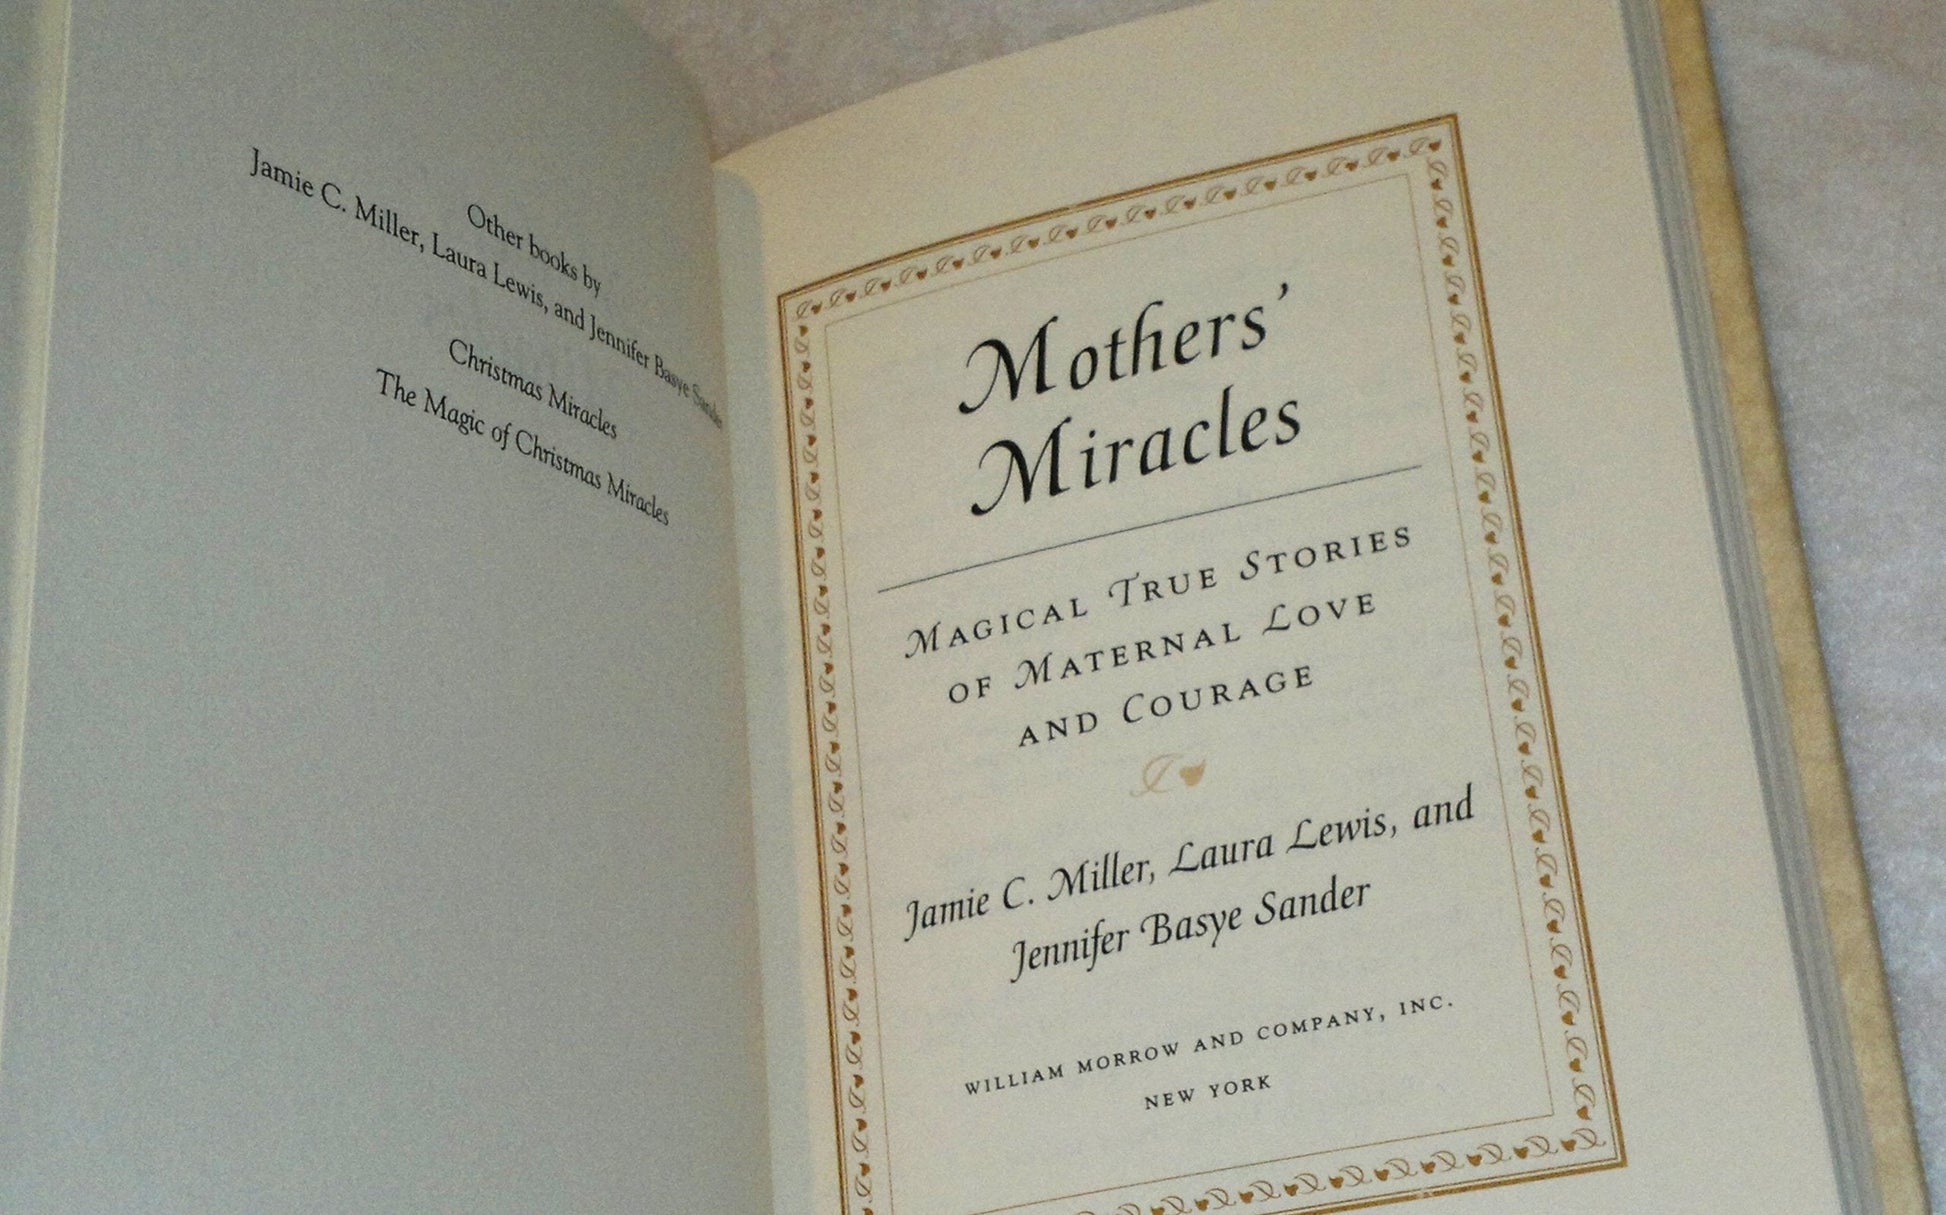 Other books by
Jamie C. Miller, Laura Lewis, and Jennifer Basye Sander
Christmas Miracles
The Magic of Christmas Miracles
Mothers'
Miracles
Magical True Stories
of Maternal Love
and Courage
Jamie C. Miller, Laura Lewis, and
Jennifer Basye Sander
WILLIAM MORROW AND COMPANY, INC.
NEW YORK